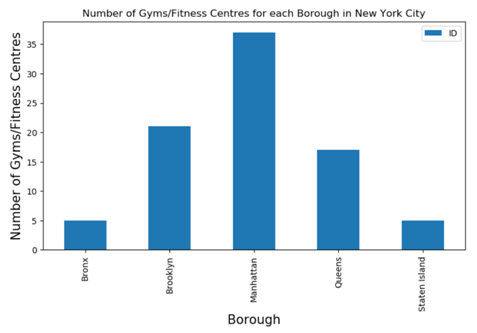 Number of Gyms/Fitness Centres for each Borough in New York City
ID
Number of Gyms/Fitness Centres
35
30
25
20
15
10
5
0
Bronx
Brooklyn
Manhattan
Queens
Staten Island
Borough